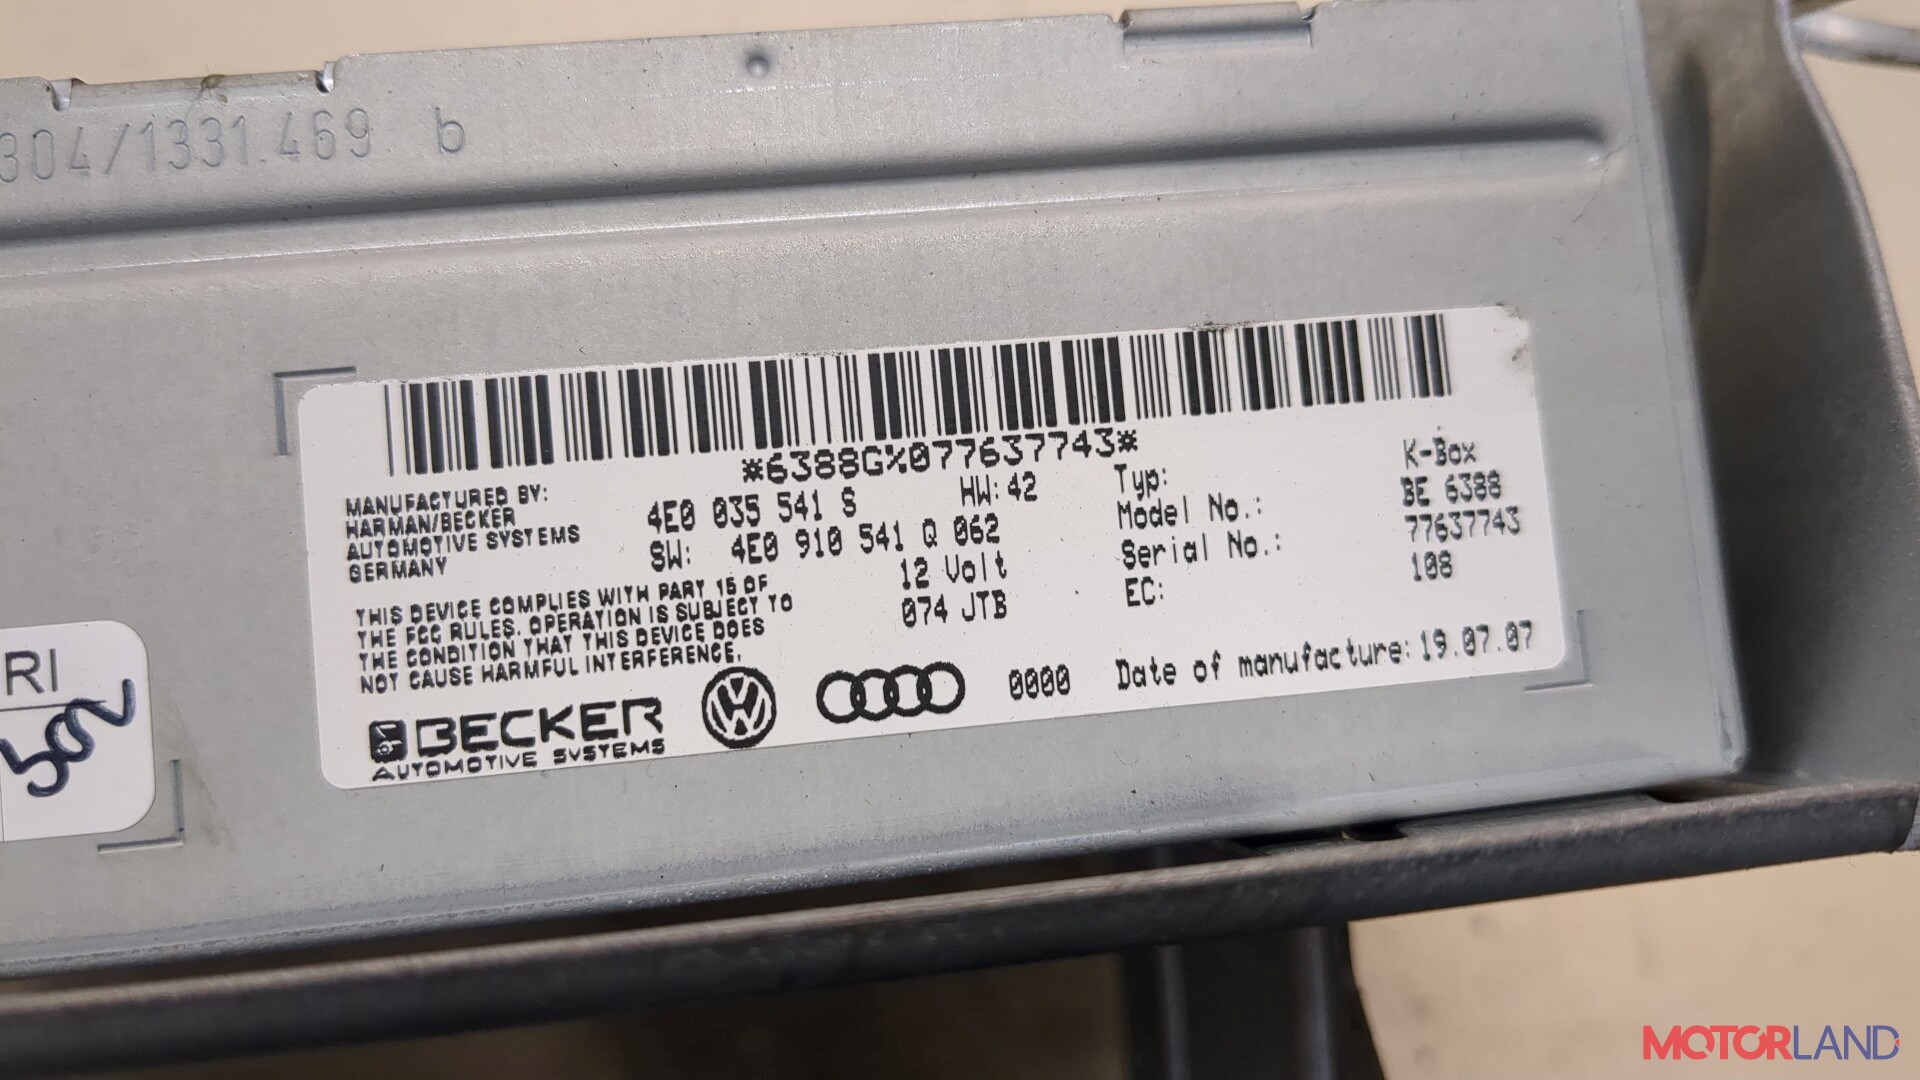 304/1331.469 b
*6388G%077637743*
MANUFACTURED BY:
HARMAN/BECKER
AUTOMOTIVE SYSTEMS
GERMANY
4E0 035 541 S HW: 42
SW: 4E0 910 541 Q 062
12 Volt
074 JTB
Typ: K-Box
Model No.: BE 6388
Serial No.: 77637743
EC: 108
THIS DEVICE COMPLIES WITH PART 15 OF
THE FCC RULES. OPERATION IS SUBJECT TO
THE CONDITION THAT THIS DEVICE DOES
NOT CAUSE HARMFUL INTERFERENCE.
BECKER
AUTOMOTIVE SYSTEMS
0000
Date of manufacture: 19.07.07
RI
502
MOTORLAND